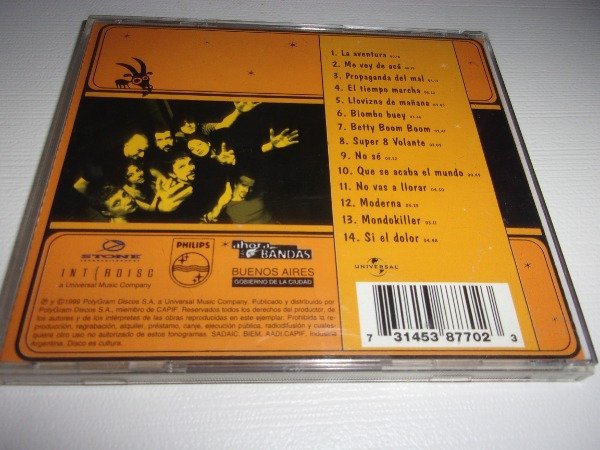 1. La aventura
2. Me voy de acá
3. Propaganda del mal
4. El tiempo marcha
5. Llovizna de mañana
6. Biombo buey
7. Betty Boom Boom
8. Super 8 Volante
9. No sé
10. Que se acaba el mundo
11. No vas a llorar
12. Moderna
13. Mondokiller
14. Si el dolor
STONE
INTERDISC
a Universal Music Company
PHILIPS
ahora
BANDAS
BUENOS AIRES
GOBIERNO DE LA CIUDAD
UNIVERSAL
℗ y ©1999 PolyGram Discos S.A. a Universal Music Company. Publicado y distribuido por
PolyGram Discos S.A., miembro de CAPIF. Reservados todos los derechos del productor, de
los autores y de los intérpretes de las obras reproducidas en este ejemplar. Prohibida la re-
producción, regrabación, alquiler, préstamo, canje, ejecución pública, radiodifusión y cuales-
quiera otro uso no autorizado de estos fonogramas. SADAIC. BIEM. AADI.CAPIF. Industria
Argentina. Disco es cultura.
7 31453 87702 3